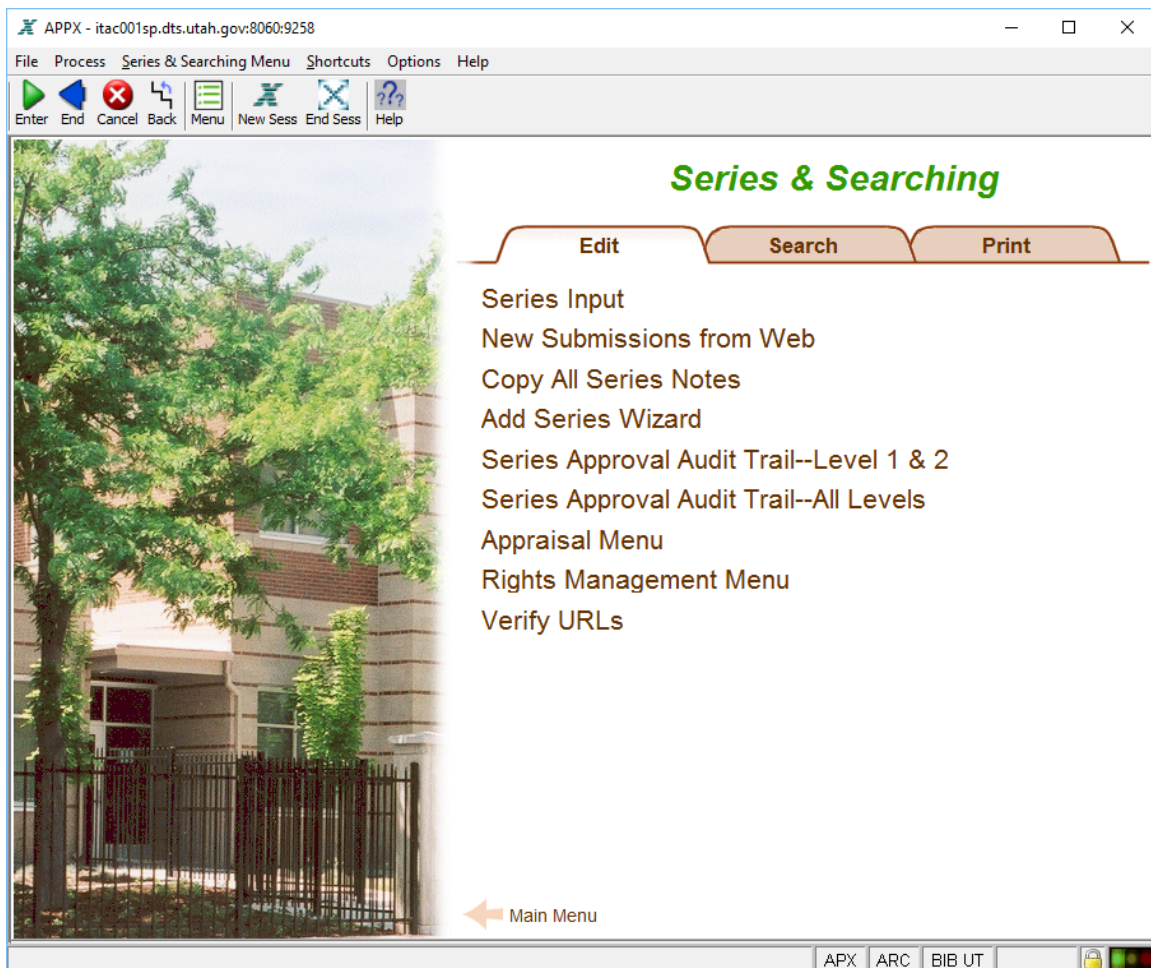 APPX - itac001sp.dts.utah.gov:8060:9258
File Process Series & Searching Menu Shortcuts Options Help
Enter End Cancel Back Menu New Sess End Sess Help
???
Series & Searching
Edit Search Print
Series Input
New Submissions from Web
Copy All Series Notes
Add Series Wizard
Series Approval Audit Trail--Level 1 & 2
Series Approval Audit Trail--All Levels
Appraisal Menu
Rights Management Menu
Verify URLs
Main Menu
APX ARC BIB UT